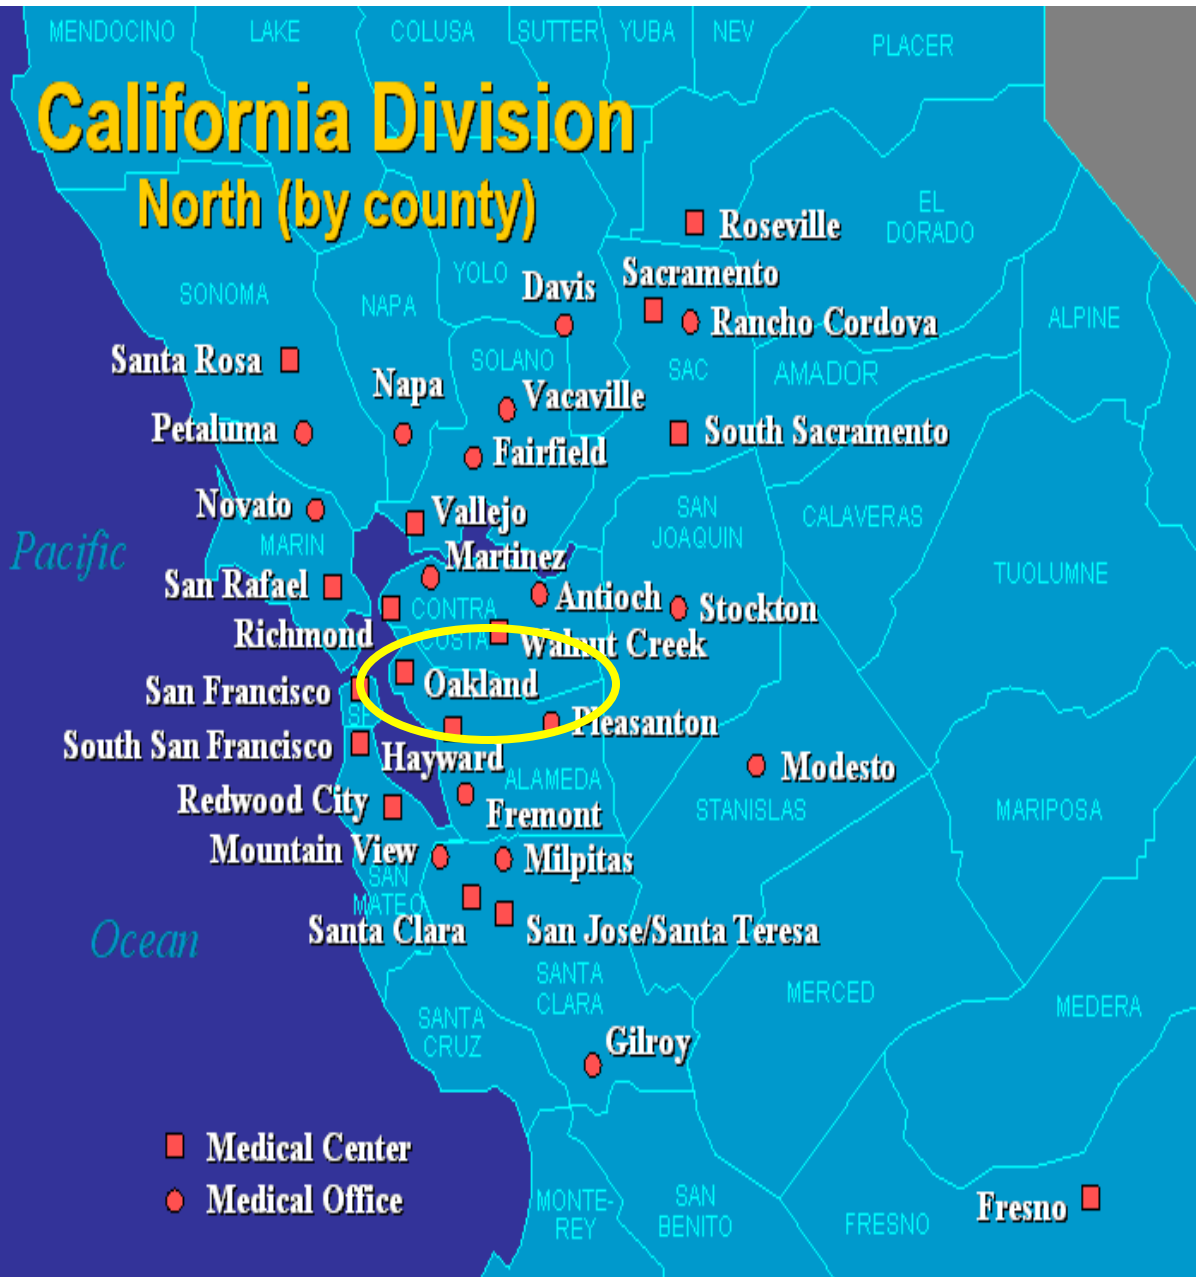 MENDOCINO
LAKE
COLUSA
SUTTER
YUBA
NEV
PLACER
California Division
North (by county)
EL
DORADO
Roseville
YOLO
Sacramento
Davis
SONOMA
NAPA
Rancho Cordova
ALPINE
Santa Rosa
SOLANO
SAC
AMADOR
Napa
Vacaville
Petaluma
South Sacramento
Fairfield
Novato
Vallejo
SAN
JOAQUIN
CALAVERAS
MARIN
Pacific
Martinez
TUOLUMNE
San Rafael
Antioch
Stockton
CONTRA
COSTA
Richmond
Walnut Creek
Oakland
San Francisco
SF
Pleasanton
South San Francisco
Hayward
Modesto
ALAMEDA
Redwood City
Fremont
STANISLAS
MARIPOSA
Mountain View
Milpitas
SAN
MATEO
Santa Clara
San Jose/Santa Teresa
Ocean
SANTA
CLARA
MERCED
MEDERA
SANTA
CRUZ
Gilroy
Medical Center
Medical Office
MONTE-
REY
SAN
BENITO
FRESNO
Fresno